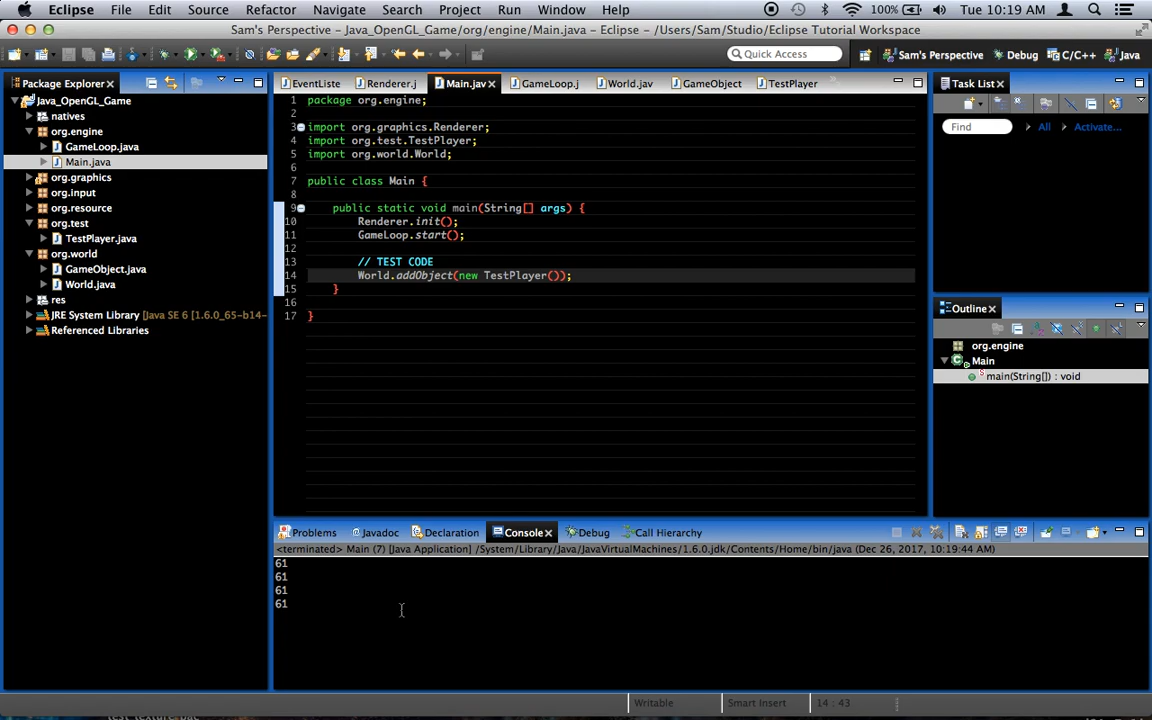 Eclipse File Edit Source Refactor Navigate Search Project Run Window Help 100% Tue 10:19 AM
Sam's Perspective – Java_OpenGL_Game/org/engine/Main.java – Eclipse – /Users/Sam/Studio/Eclipse Tutorial Workspace
Quick Access Sam's Perspective Debug C/C++ Java
Package Explorer
Java_OpenGL_Game
natives
org.engine
GameLoop.java
Main.java
org.graphics
org.input
org.resource
org.test
TestPlayer.java
org.world
GameObject.java
World.java
res
JRE System Library [Java SE 6 [1.6.0_65-b14-
Referenced Libraries
EventListe Renderer.j Main.jav GameLoop.j World.jav GameObject TestPlayer
1 package org.engine;
2
3 import org.graphics.Renderer;
4 import org.test.TestPlayer;
5 import org.world.World;
6
7 public class Main {
8
9 public static void main(String[] args) {
10 Renderer.init();
11 GameLoop.start();
12
13 // TEST CODE
14 World.addObject(new TestPlayer());
15 }
16
17 }
Task List
Find All Activate...
Outline
org.engine
Main
main(String[]) : void
Problems @ Javadoc Declaration Console Debug Call Hierarchy
<terminated> Main (7) [Java Application] /System/Library/Java/JavaVirtualMachines/1.6.0.jdk/Contents/Home/bin/java (Dec 26, 2017, 10:19:44 AM)
61
61
61
61
Writable Smart Insert 14 : 43